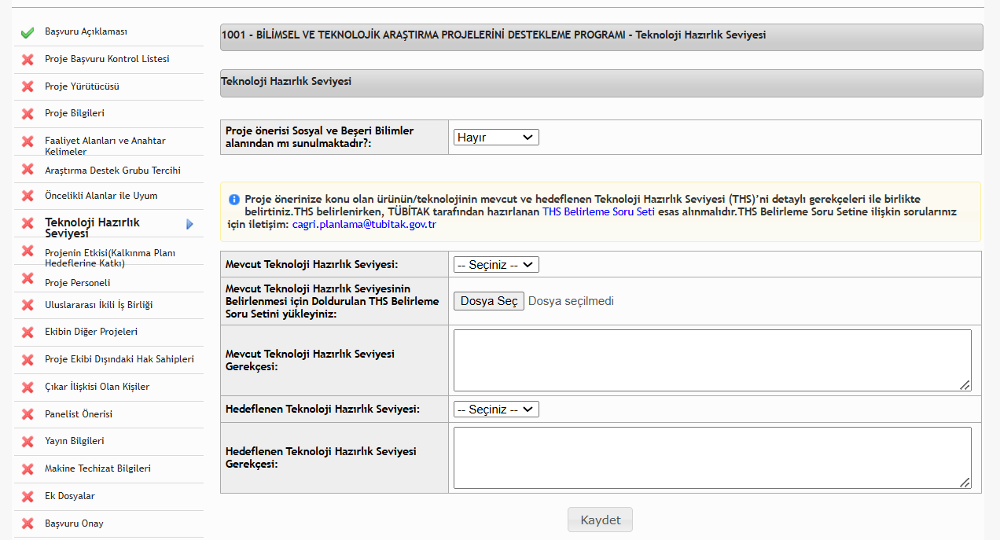 Başvuru Açıklaması
Proje Başvuru Kontrol Listesi
Proje Yürütücüsü
Proje Bilgileri
Faaliyet Alanları ve Anahtar
Kelimeler
Araştırma Destek Grubu Tercihi
Öncelikli Alanlar ile Uyum
Teknoloji Hazırlık
Seviyesi
Projenin Etkisi(Kalkınma Planı
Hedeflerine Katkı)
Proje Personeli
Uluslararası İkili İş Birliği
Ekibin Diğer Projeleri
Proje Ekibi Dışındaki Hak Sahipleri
Çıkar İlişkisi Olan Kişiler
Panelist Önerisi
Yayın Bilgileri
Makine Techizat Bilgileri
Ek Dosyalar
Başvuru Onay
1001 - BİLİMSEL VE TEKNOLOJİK ARAŞTIRMA PROJELERİNİ DESTEKLEME PROGRAMI - Teknoloji Hazırlık Seviyesi
Teknoloji Hazırlık Seviyesi
Proje önerisi Sosyal ve Beşeri Bilimler
alanından mı sunulmaktadır?:
Hayır
Proje önerinize konu olan ürünün/teknolojinin mevcut ve hedeflenen Teknoloji Hazırlık Seviyesi (THS)’ni detaylı gerekçeleri ile birlikte
belirtiniz.THS belirlenirken, TÜBİTAK tarafından hazırlanan THS Belirleme Soru Seti esas alınmalıdır.THS Belirleme Soru Setine ilişkin sorularınız
için iletişim: cagri.planlama@tubitak.gov.tr
Mevcut Teknoloji Hazırlık Seviyesi:
-- Seçiniz --
Mevcut Teknoloji Hazırlık Seviyesinin
Belirlenmesi için Doldurulan THS Belirleme
Soru Setini yükleyiniz:
Dosya Seç Dosya seçilmedi
Mevcut Teknoloji Hazırlık Seviyesi
Gerekçesi:
Hedeflenen Teknoloji Hazırlık Seviyesi:
-- Seçiniz --
Hedeflenen Teknoloji Hazırlık Seviyesi
Gerekçesi:
Kaydet